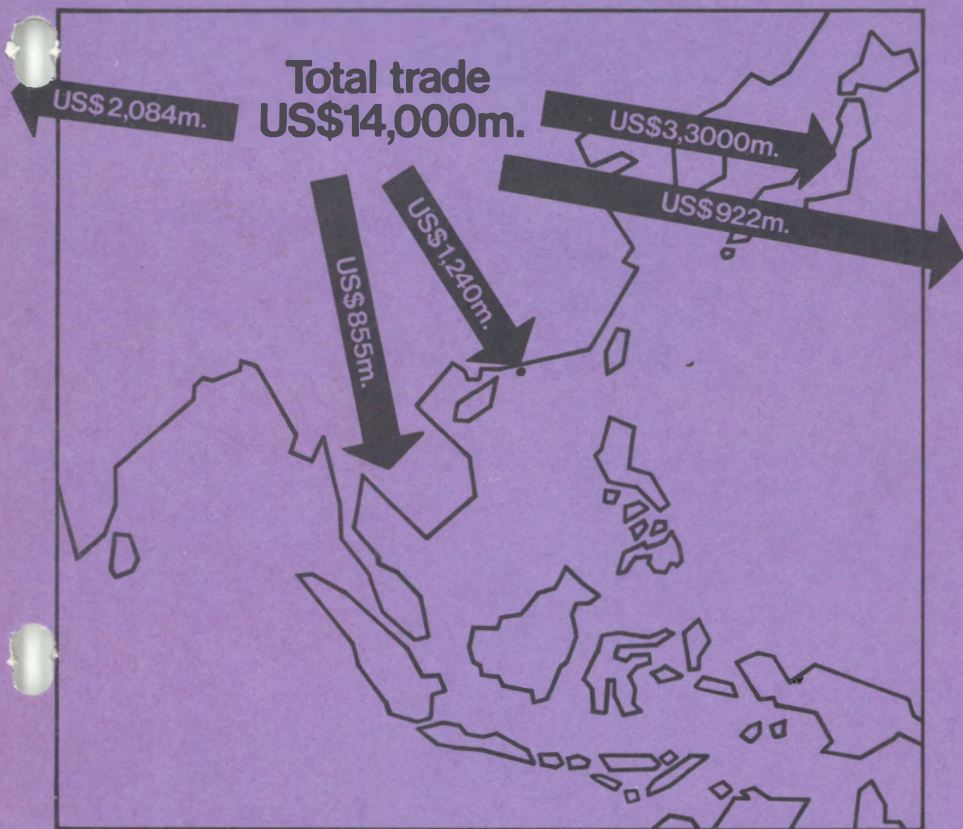 Total trade
US$14,000m.
US$2,084m.
US$3,3000m.
US$922m.
US$1,240m.
US$855m.